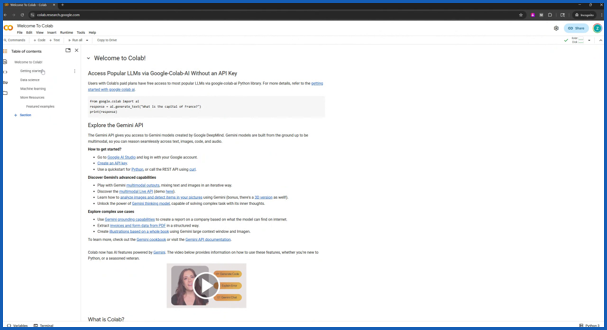 Welcome To Colab
colab.research.google.com
Incognito
Welcome To Colab
File Edit View Insert Runtime Tools Help
Share
Commands + Code + Text Run all Copy to Drive
Table of contents
Welcome to Colab!
Getting started
Data science
Machine learning
More Resources
Featured examples
+ Section
Welcome to Colab!
Access Popular LLMs via Google-Colab-AI Without an API Key
Users with Colab's paid plans have free access to most popular LLMs via google-colab-ai Python library. For more details, refer to the getting
started with google colab ai.
from google.colab import ai
response = ai.generate_text("What is the capital of France?")
print(response)
Explore the Gemini API
The Gemini API gives you access to Gemini models created by Google DeepMind. Gemini models are built from the ground up to be
multimodal, so you can reason seamlessly across text, images, code, and audio.
How to get started?
• Go to Google AI Studio and log in with your Google account.
• Create an API key.
• Use a quickstart for Python, or call the REST API using curl.
Discover Gemini's advanced capabilities
• Play with Gemini multimodal outputs, mixing text and images in an iterative way.
• Discover the multimodal Live API (demo here).
• Learn how to analyze images and detect items in your pictures using Gemini (bonus, there's a 3D version as well!).
• Unlock the power of Gemini thinking model, capable of solving complex task with its inner thoughts.
Explore complex use cases
• Use Gemini grounding capabilities to create a report on a company based on what the model can find on internet.
• Extract invoices and form data from PDF in a structured way.
• Create illustrations based on a whole book using Gemini large context window and Imagen.
To learn more, check out the Gemini cookbook or visit the Gemini API documentation.
Colab now has AI features powered by Gemini. The video below provides information on how to use these features, whether you're new to
Python, or a seasoned veteran.
What is Colab?
Variables Terminal
Python 3